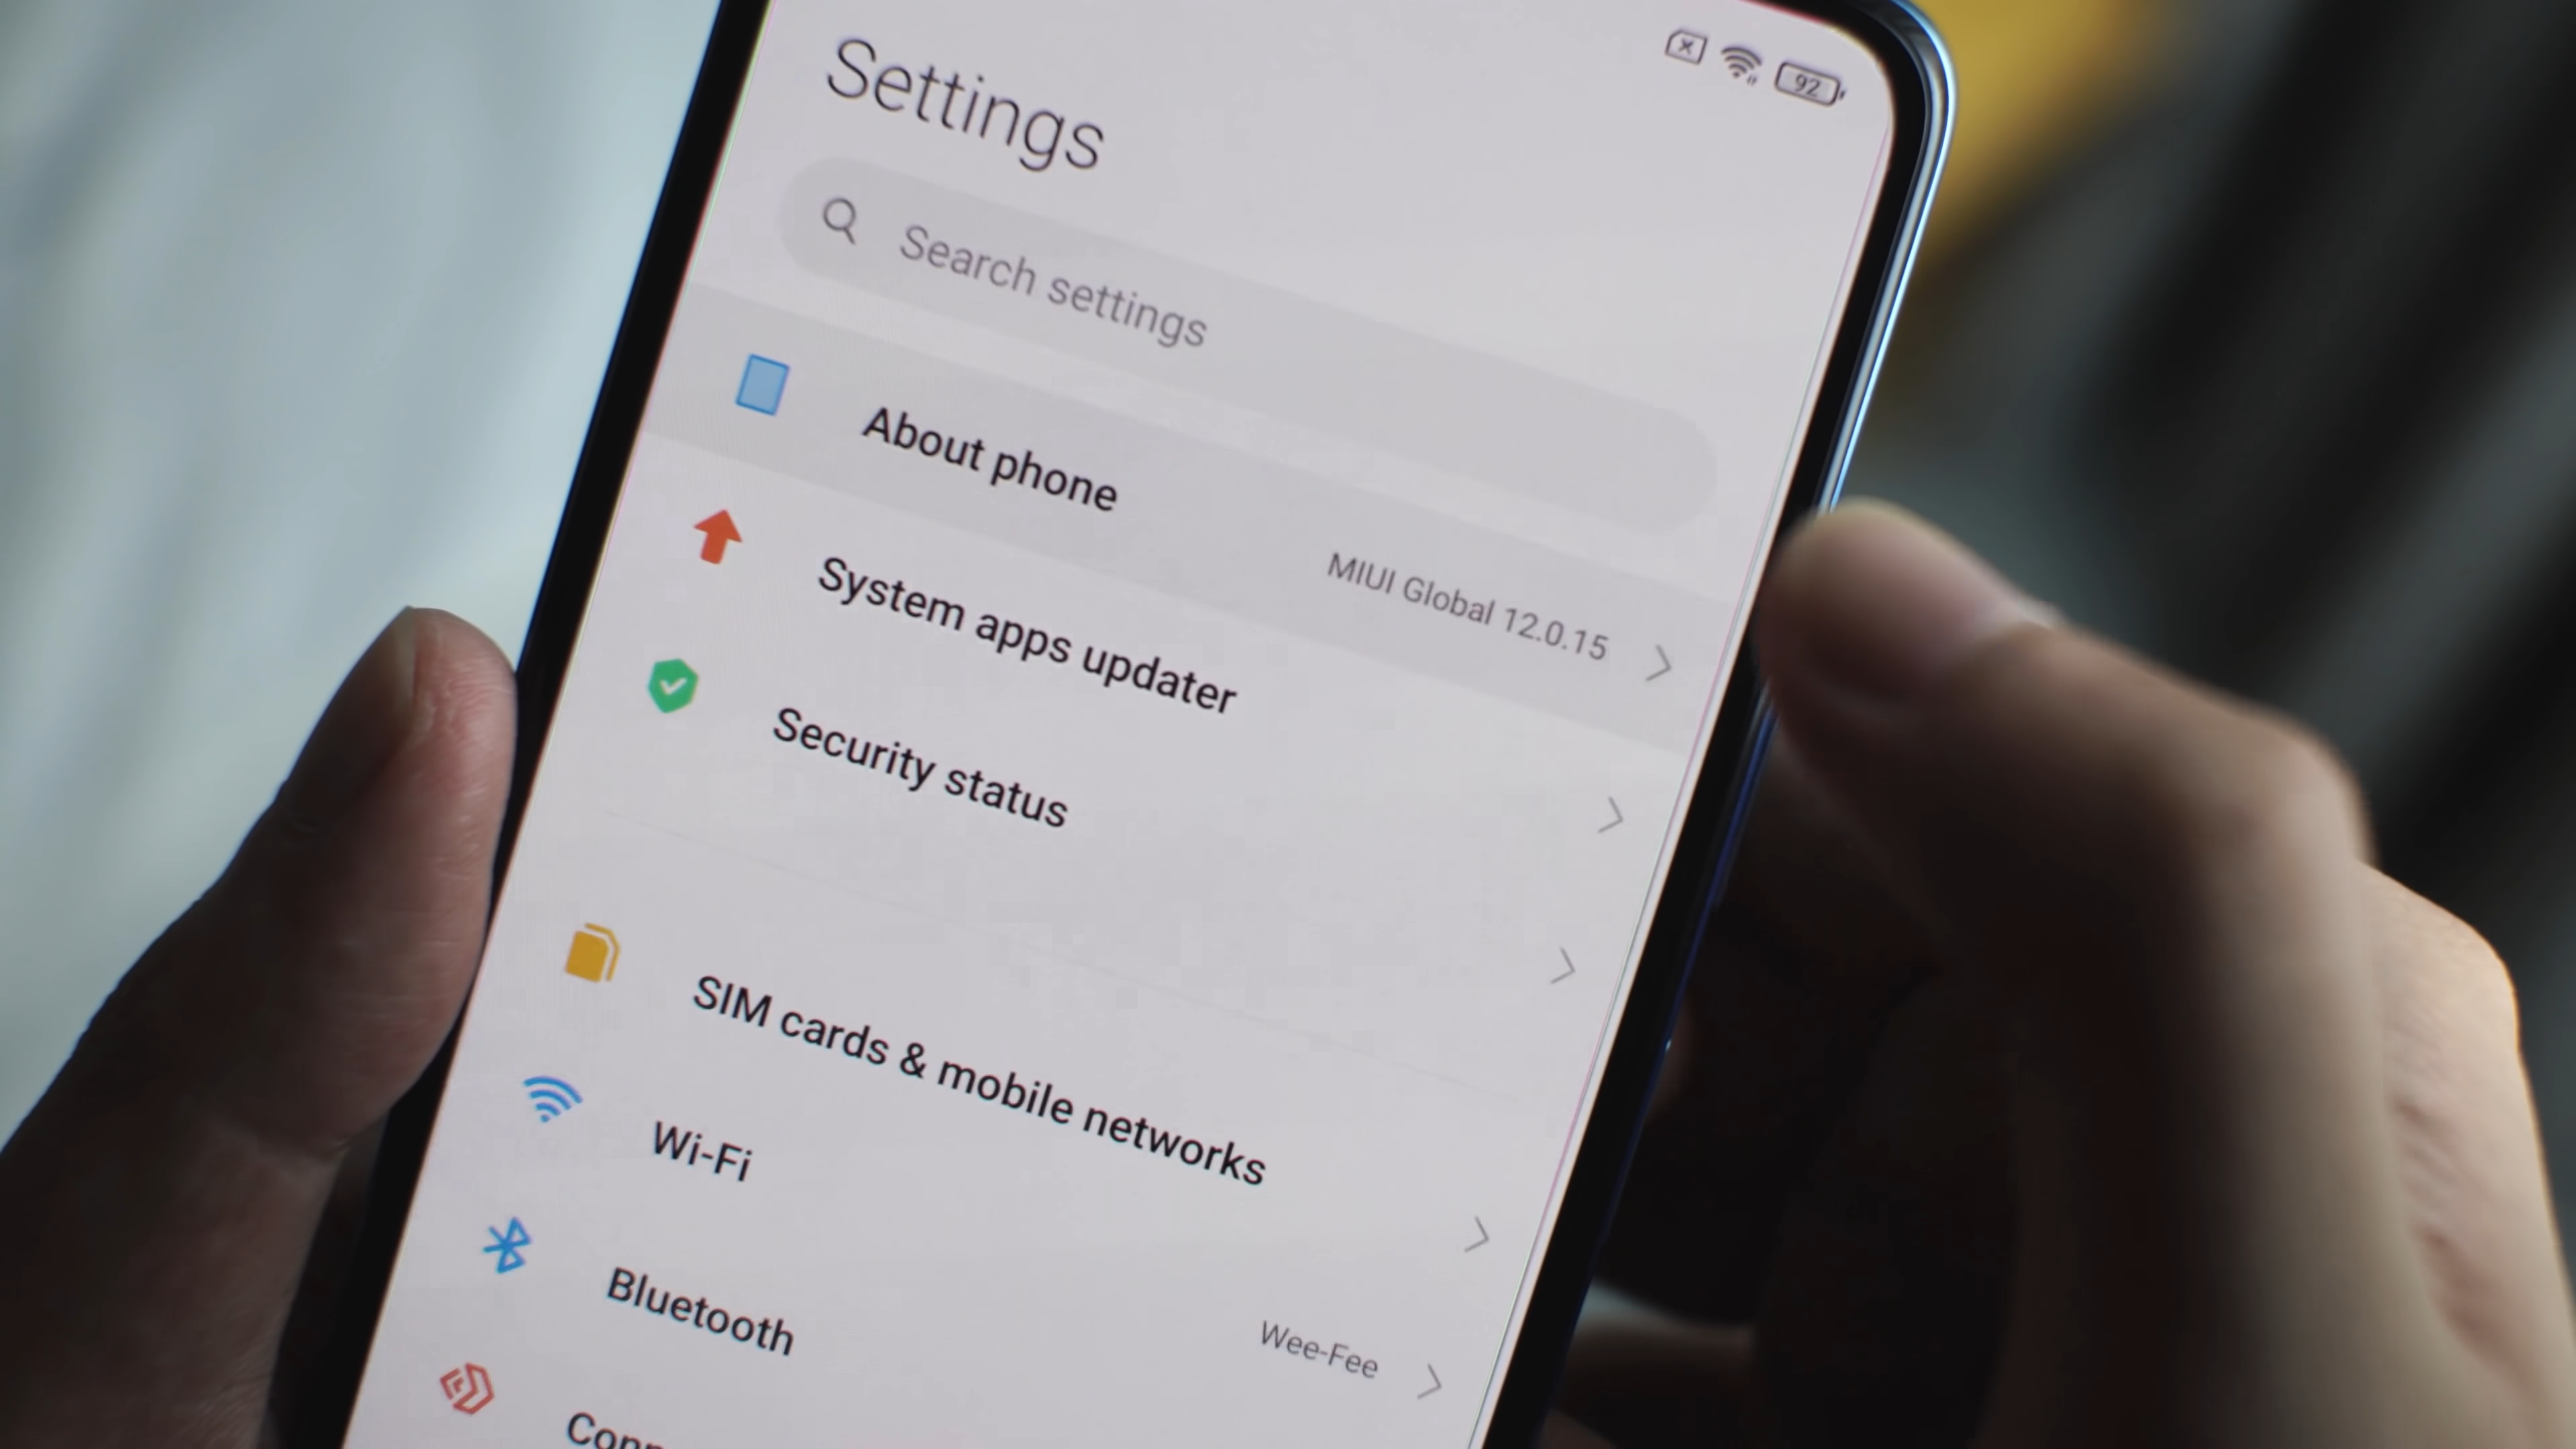 92
Settings
Search settings
About phone
MIUI Global 12.0.15
System apps updater
Security status
SIM cards & mobile networks
Wi-Fi
Wee-Fee
Bluetooth